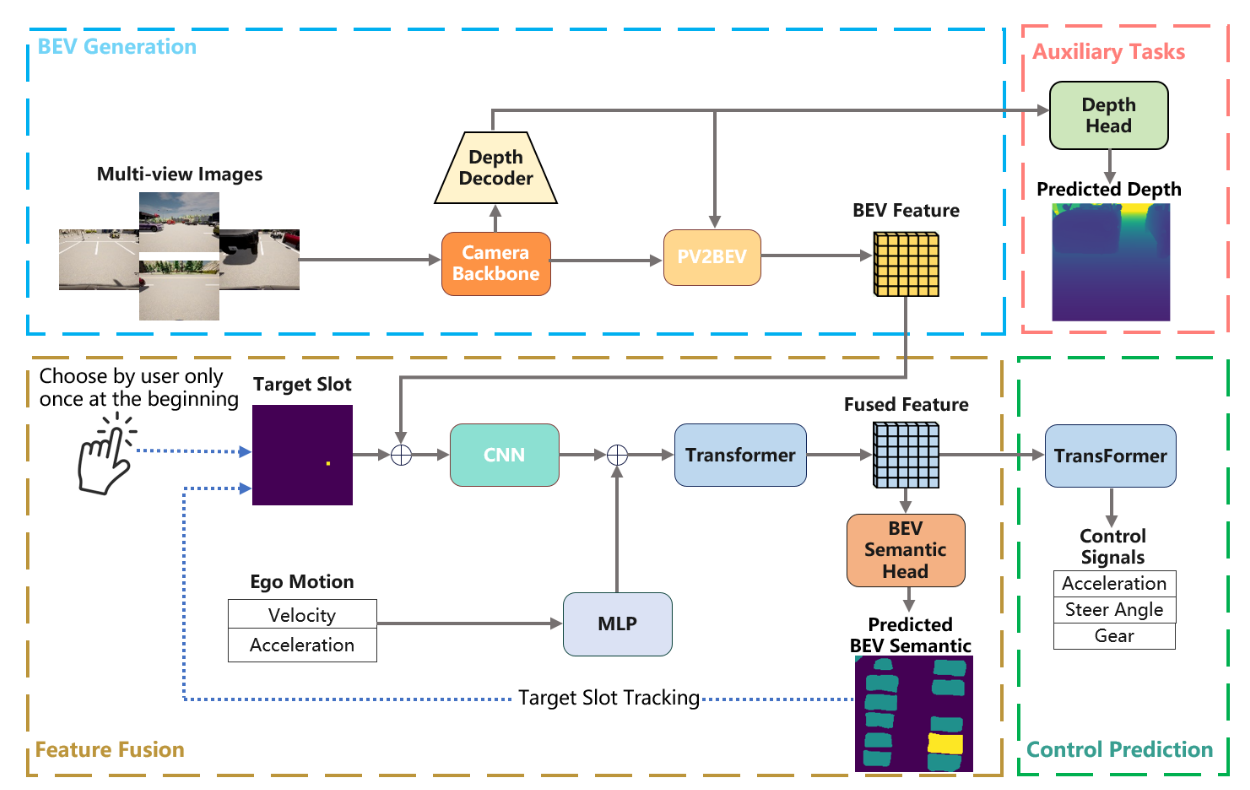 BEV Generation
Auxiliary Tasks
Depth
Head
Depth
Decoder
Multi-view Images
Predicted Depth
BEV Feature
Camera
Backbone
PV2BEV
Choose by user only
once at the beginning
Target Slot
Fused Feature
CNN
Transformer
TransFormer
BEV
Semantic
Head
Control
Signals
Acceleration
Steer Angle
Gear
Ego Motion
Velocity
Acceleration
MLP
Predicted
BEV Semantic
Target Slot Tracking
Feature Fusion
Control Prediction